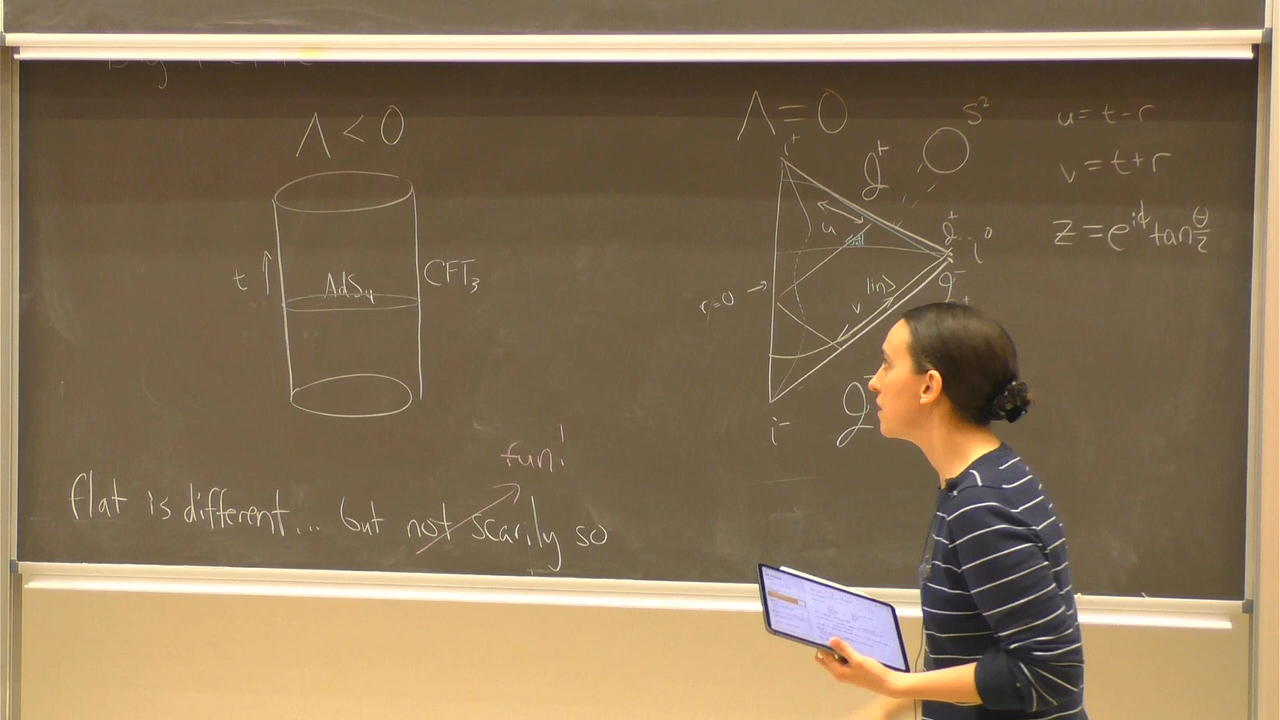 Λ < 0
t
AdS₄
CFT₃
flat is different... but not scarily so
fun!
Λ = 0
i⁺
𝒥⁺
S²
u
𝒥⁺₋
i⁰
r=0
|in⟩
v
i⁻
u = t - r
v = t + r
z = e^{iϕ} tan θ/2